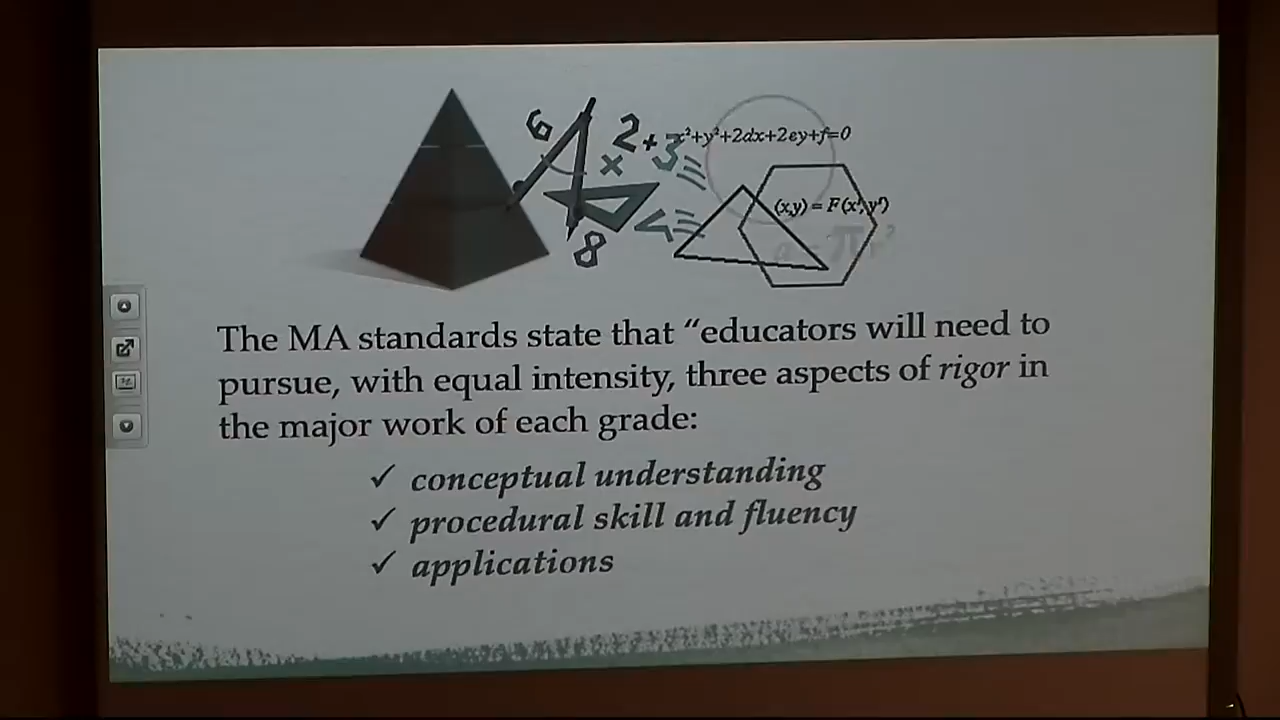 6
2 + 3
x²+y²+2dx+2ey+f=0
×
(x,y) = F(x',y')
8
The MA standards state that “educators will need to
pursue, with equal intensity, three aspects of rigor in
the major work of each grade:
✓ conceptual understanding
✓ procedural skill and fluency
✓ applications